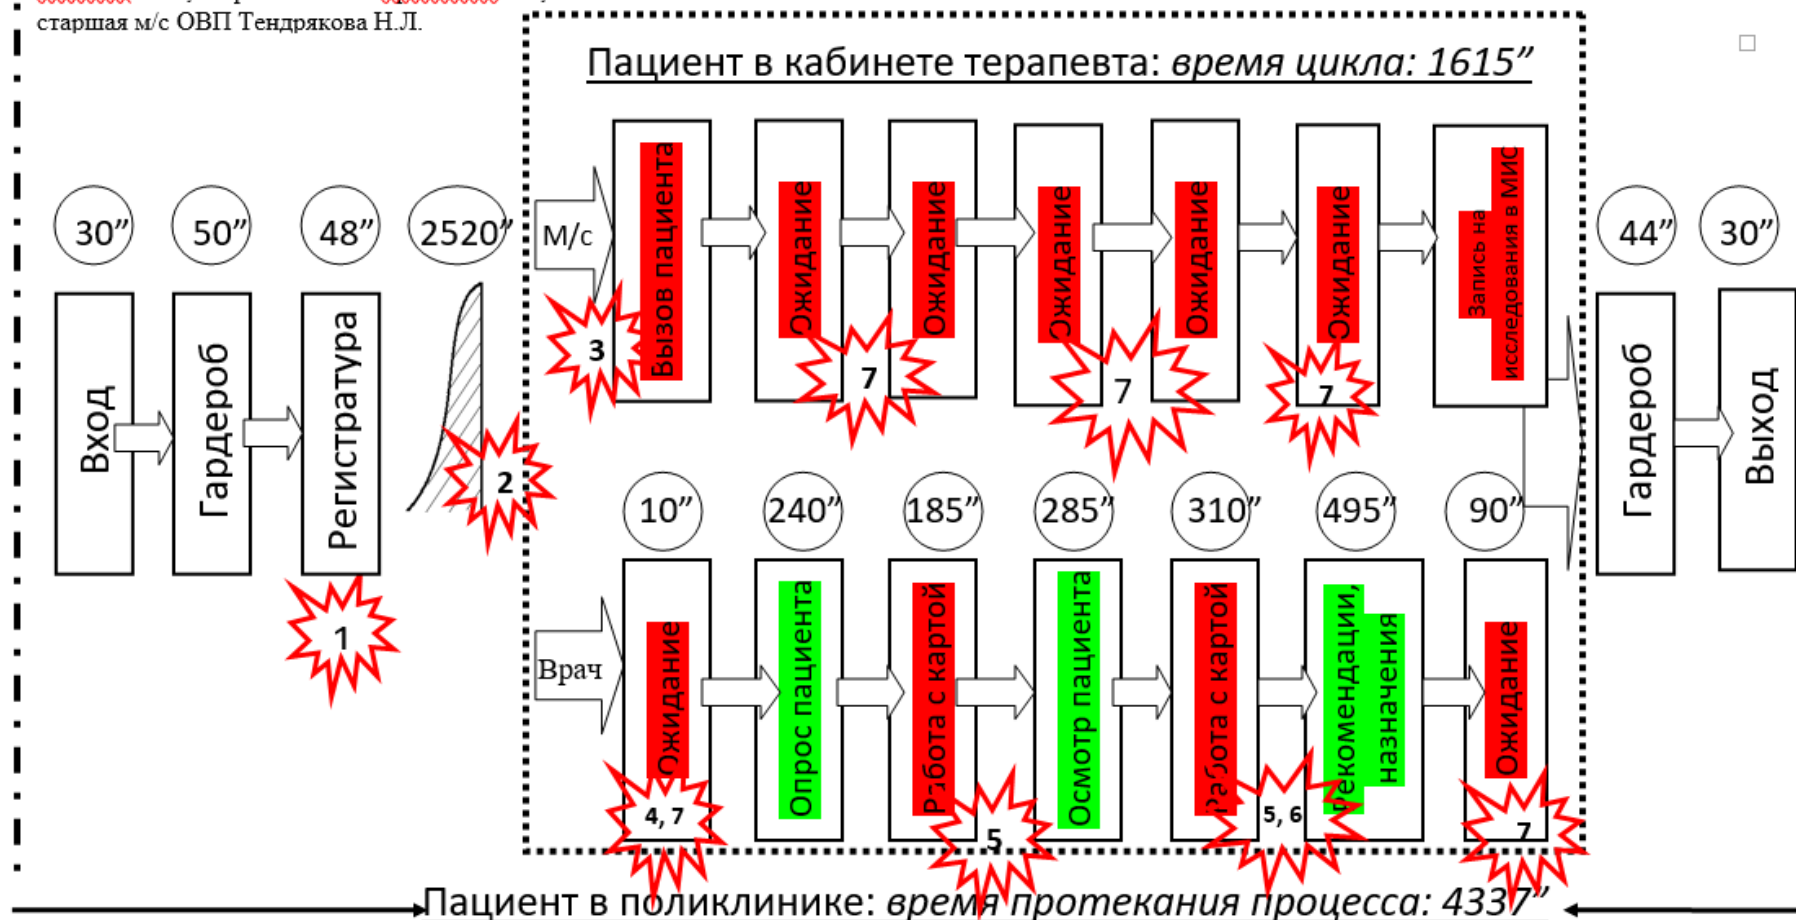 старшая м/с ОВП Тендрякова Н.Л.
Пациент в кабинете терапевта: время цикла: 1615”
30”
50”
48”
2520”
М/с
Вызов пациента
Ожидание
Ожидание
Ожидание
Ожидание
Ожидание
Запись на
исследования в МИС
44”
30”
3
7
7
7
Вход
Гардероб
Регистратура
2
1
10”
240”
185”
285”
310”
495”
90”
Врач
Ожидание
Опрос пациента
Работа с картой
Осмотр пациента
Работа с картой
Рекомендации,
назначения
Ожидание
4, 7
5
5, 6
7
Гардероб
Выход
Пациент в поликлинике: время протекания процесса: 4337”